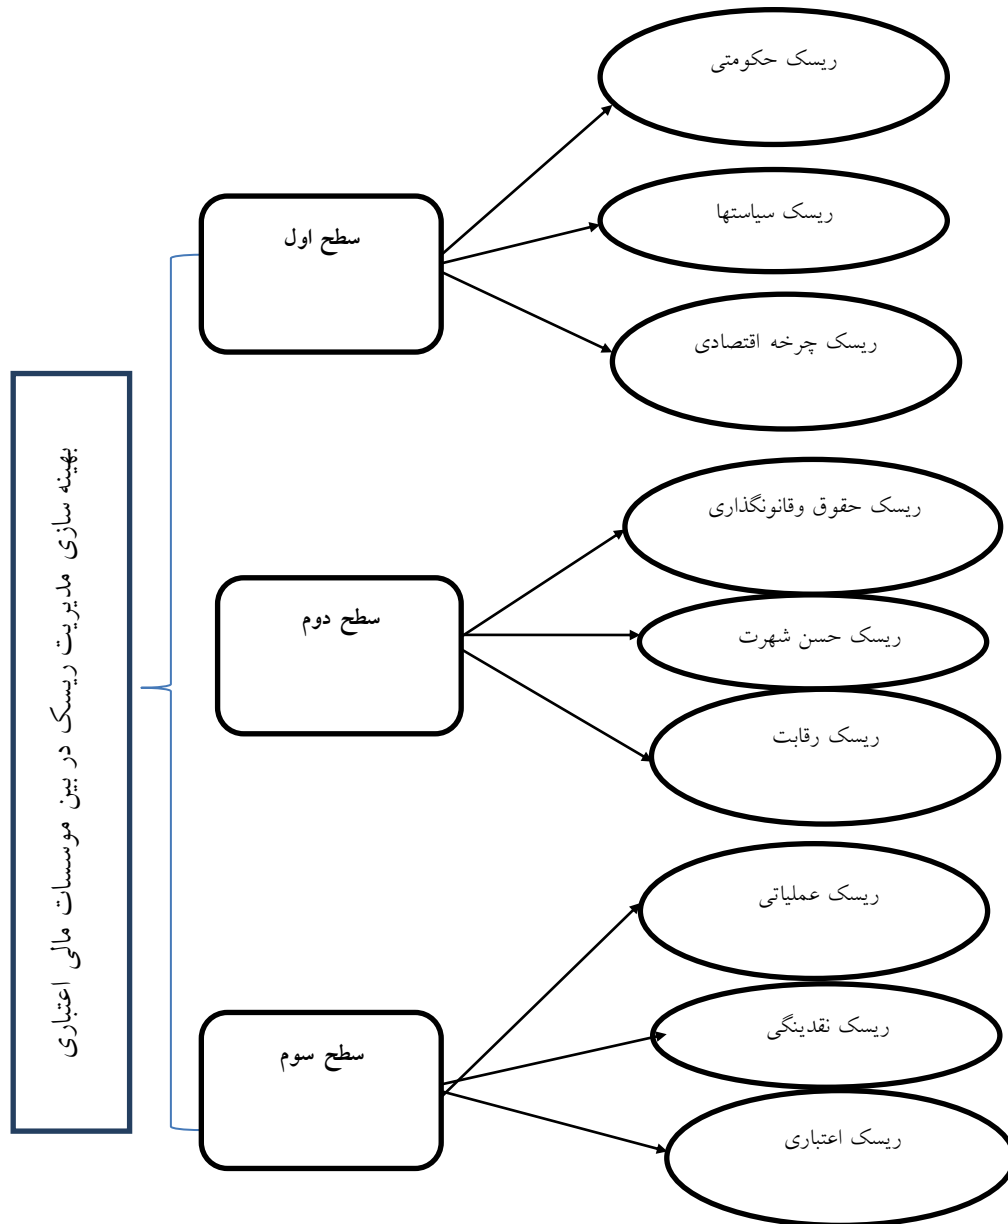 بهینه سازی مدیریت ریسک در بین موسسات مالی اعتباری
سطح اول
ریسک حکومتی
ریسک سیاستها
ریسک چرخه اقتصادی
سطح دوم
ریسک حقوق وقانونگذاری
ریسک حسن شهرت
ریسک رقابت
سطح سوم
ریسک عملیاتی
ریسک نقدینگی
ریسک اعتباری